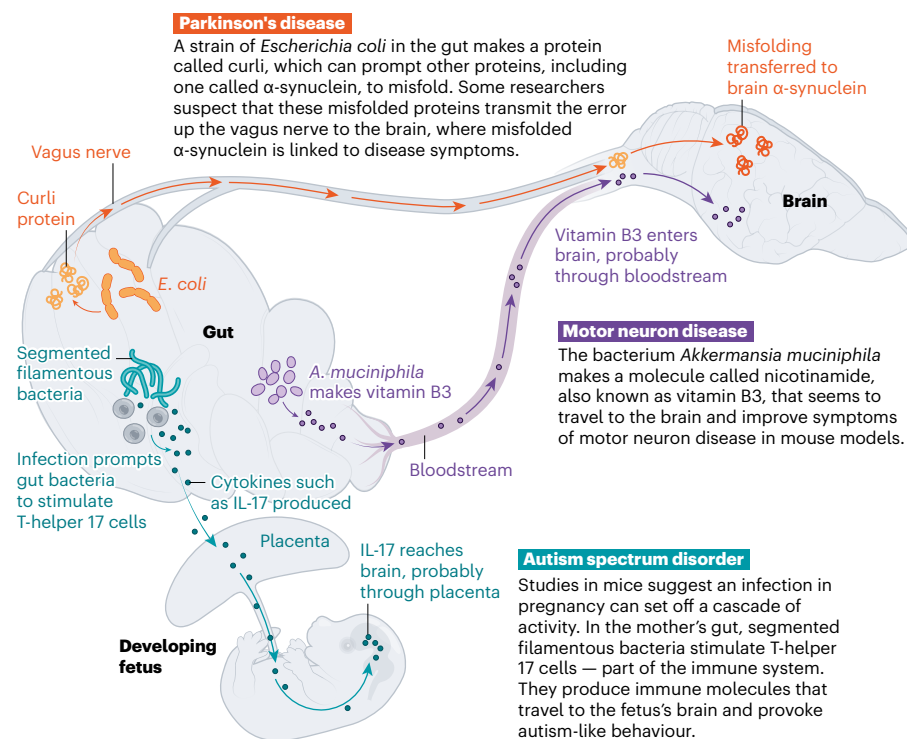 Parkinson's disease
A strain of Escherichia coli in the gut makes a protein
called curli, which can prompt other proteins, including
one called α-synuclein, to misfold. Some researchers
suspect that these misfolded proteins transmit the error
up the vagus nerve to the brain, where misfolded
α-synuclein is linked to disease symptoms.
Misfolding
transferred to
brain α-synuclein
Vagus nerve
Curli
protein
E. coli
Brain
Vitamin B3 enters
brain, probably
through bloodstream
Gut
Segmented
filamentous
bacteria
A. muciniphila
makes vitamin B3
Motor neuron disease
The bacterium Akkermansia muciniphila
makes a molecule called nicotinamide,
also known as vitamin B3, that seems to
travel to the brain and improve symptoms
of motor neuron disease in mouse models.
Bloodstream
Infection prompts
gut bacteria
to stimulate
T-helper 17 cells
Cytokines such
as IL-17 produced
Placenta
IL-17 reaches
brain, probably
through placenta
Developing
fetus
Autism spectrum disorder
Studies in mice suggest an infection in
pregnancy can set off a cascade of
activity. In the mother's gut, segmented
filamentous bacteria stimulate T-helper
17 cells — part of the immune system.
They produce immune molecules that
travel to the fetus's brain and provoke
autism-like behaviour.